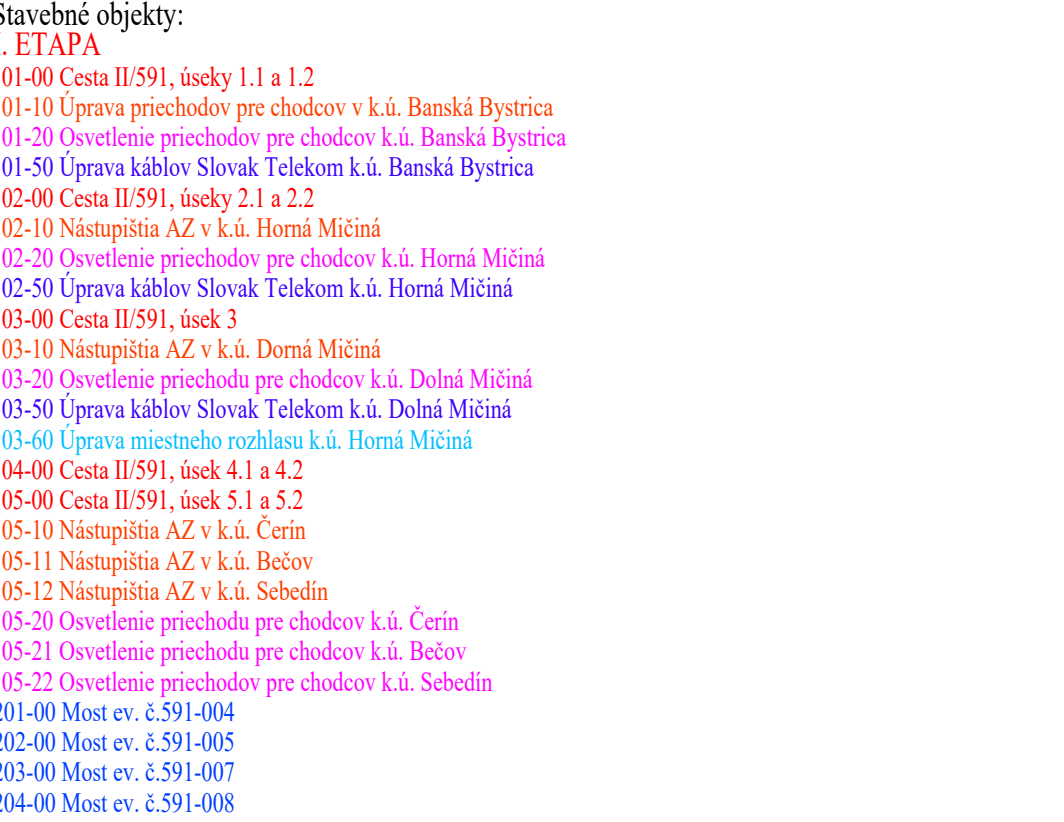 Stavebné objekty:
I. ETAPA
01-00 Cesta II/591, úseky 1.1 a 1.2
01-10 Úprava priechodov pre chodcov v k.ú. Banská Bystrica
01-20 Osvetlenie priechodov pre chodcov k.ú. Banská Bystrica
01-50 Úprava káblov Slovak Telekom k.ú. Banská Bystrica
02-00 Cesta II/591, úseky 2.1 a 2.2
02-10 Nástupištia AZ v k.ú. Horná Mičiná
02-20 Osvetlenie priechodov pre chodcov k.ú. Horná Mičiná
02-50 Úprava káblov Slovak Telekom k.ú. Horná Mičiná
03-00 Cesta II/591, úsek 3
03-10 Nástupištia AZ v k.ú. Dorná Mičiná
03-20 Osvetlenie priechodu pre chodcov k.ú. Dolná Mičiná
03-50 Úprava káblov Slovak Telekom k.ú. Dolná Mičiná
03-60 Úprava miestneho rozhlasu k.ú. Horná Mičiná
04-00 Cesta II/591, úsek 4.1 a 4.2
05-00 Cesta II/591, úsek 5.1 a 5.2
05-10 Nástupištia AZ v k.ú. Čerín
05-11 Nástupištia AZ v k.ú. Bečov
05-12 Nástupištia AZ v k.ú. Sebedín
05-20 Osvetlenie priechodu pre chodcov k.ú. Čerín
05-21 Osvetlenie priechodu pre chodcov k.ú. Bečov
05-22 Osvetlenie priechodov pre chodcov k.ú. Sebedín
201-00 Most ev. č.591-004
202-00 Most ev. č.591-005
203-00 Most ev. č.591-007
204-00 Most ev. č.591-008